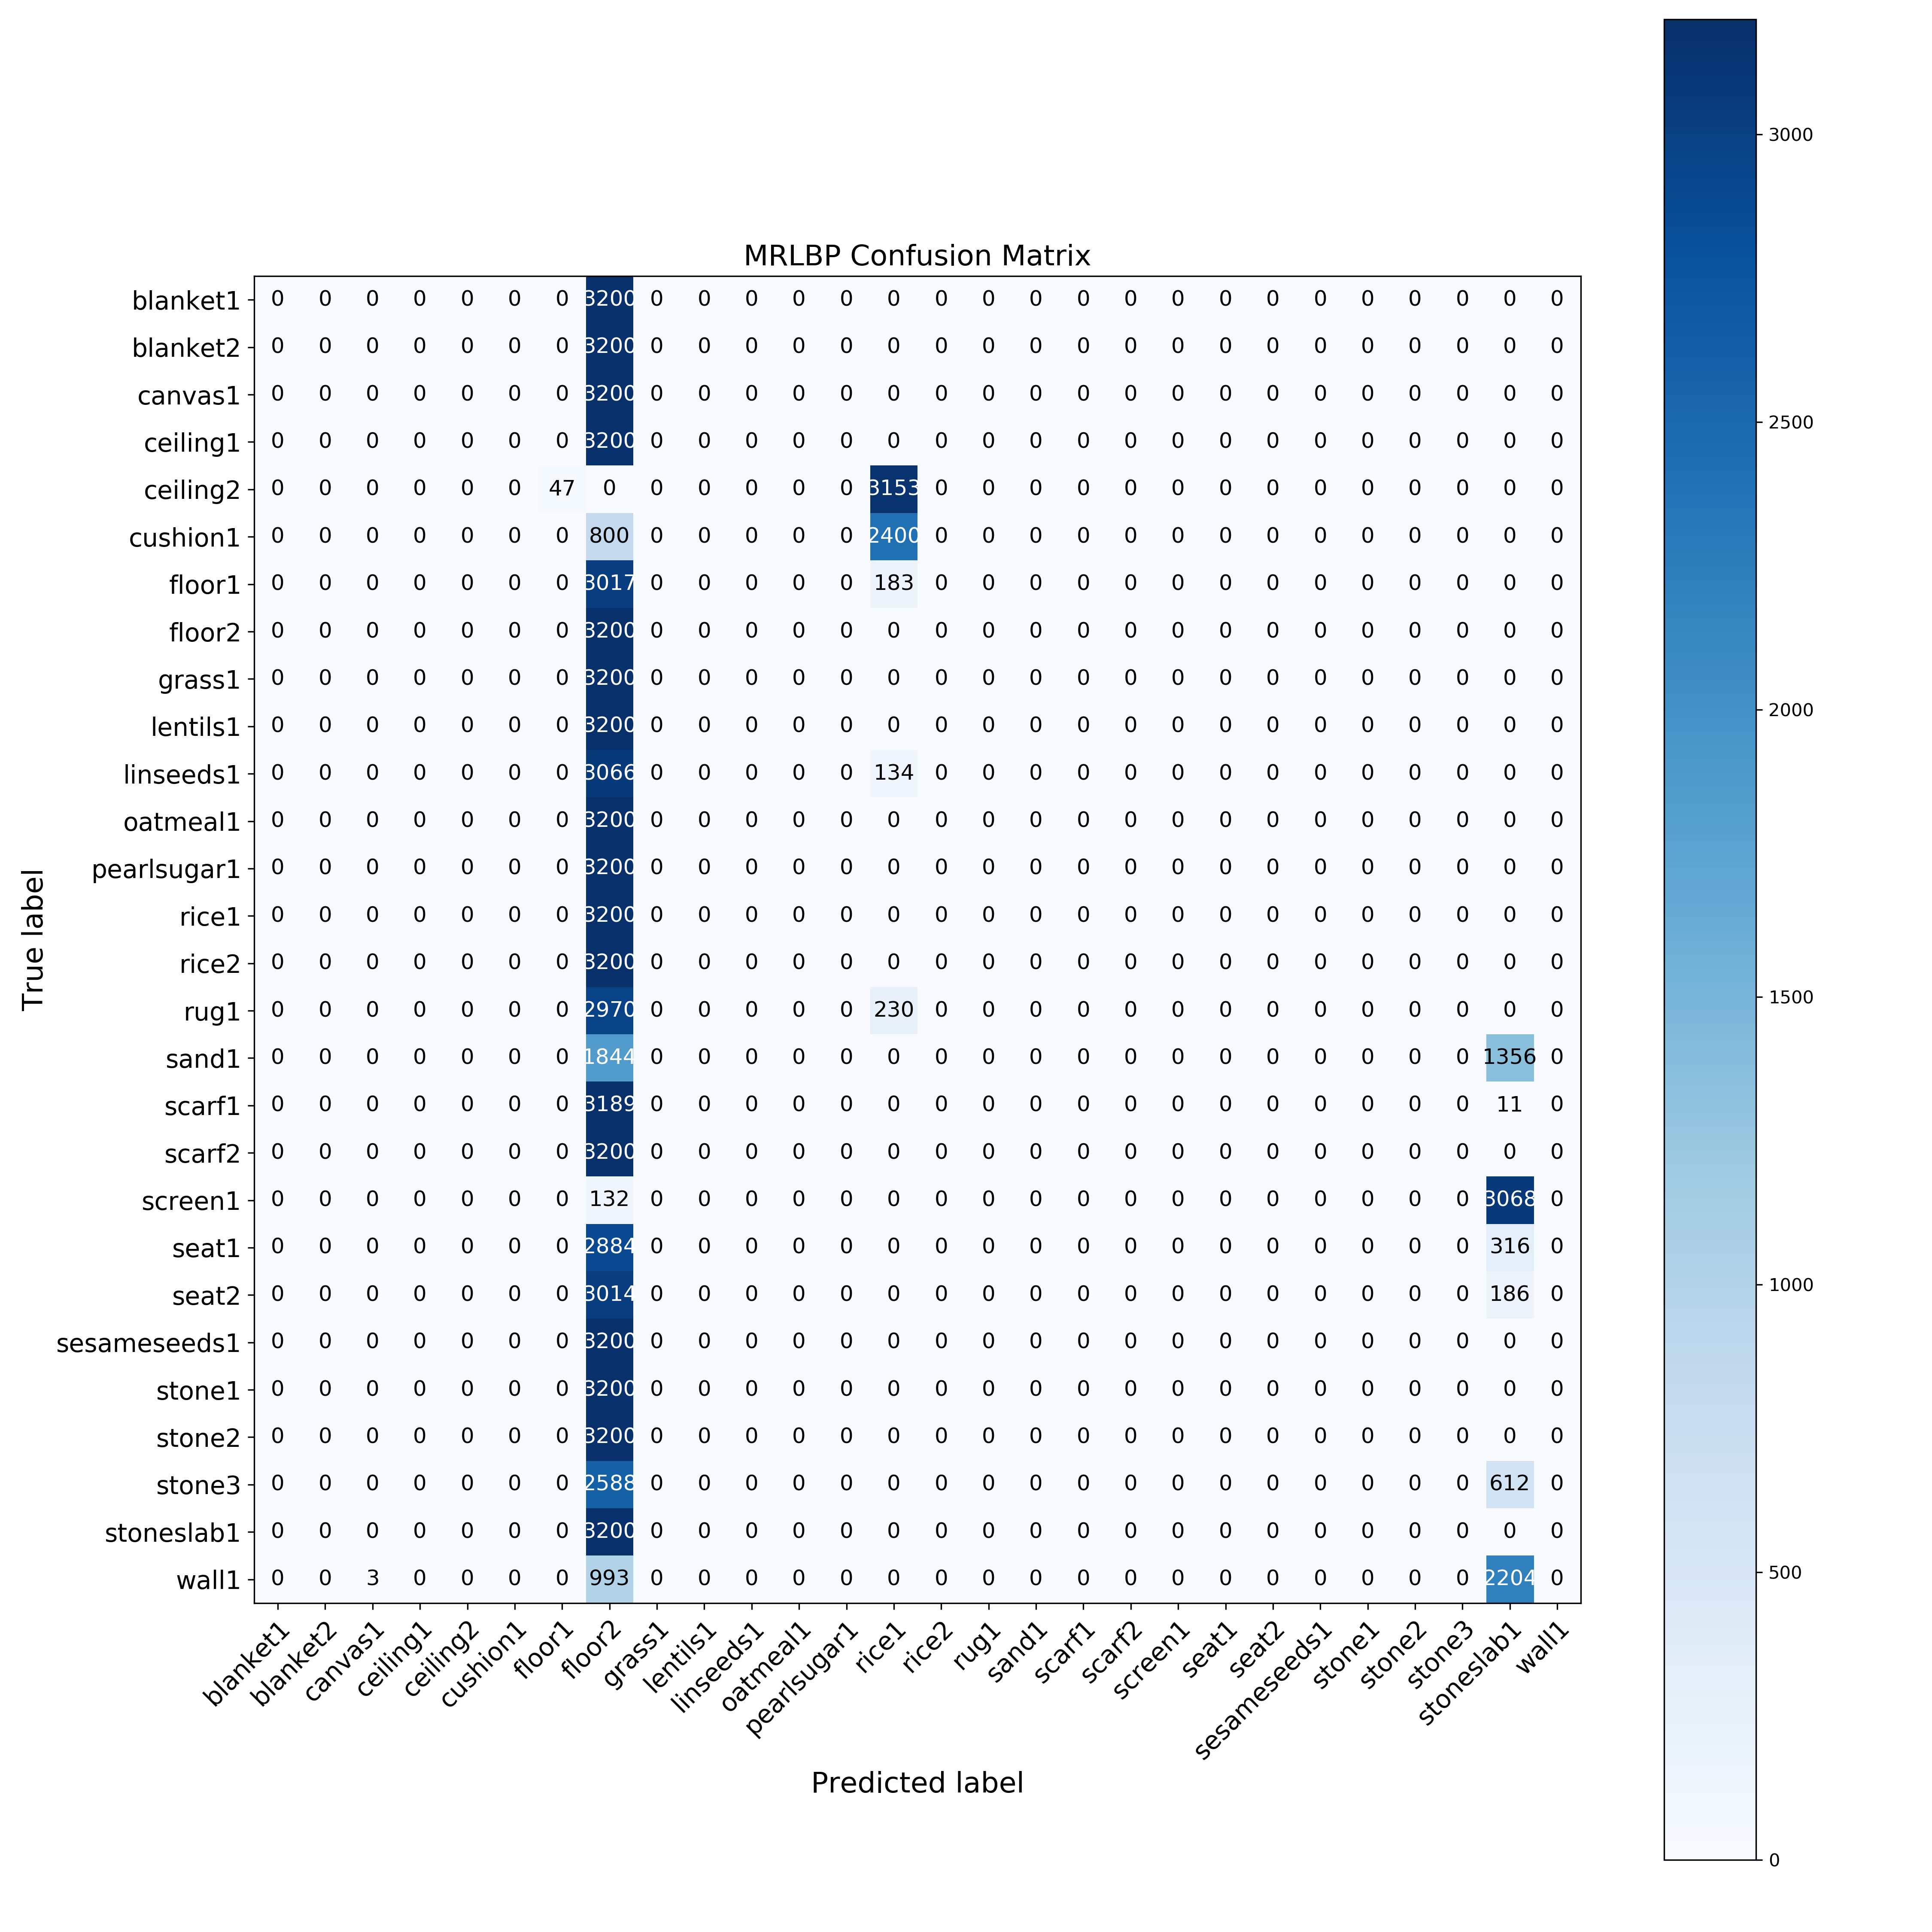 MRLBP Confusion Matrix
True label
blanket1 0 0 0 0 0 0 0 3200 0 0 0 0 0 0 0 0 0 0 0 0 0 0 0 0 0 0 0 0
blanket2 0 0 0 0 0 0 0 3200 0 0 0 0 0 0 0 0 0 0 0 0 0 0 0 0 0 0 0 0
canvas1 0 0 0 0 0 0 0 3200 0 0 0 0 0 0 0 0 0 0 0 0 0 0 0 0 0 0 0 0
ceiling1 0 0 0 0 0 0 0 3200 0 0 0 0 0 0 0 0 0 0 0 0 0 0 0 0 0 0 0 0
ceiling2 0 0 0 0 0 0 47 0 0 0 0 0 0 3153 0 0 0 0 0 0 0 0 0 0 0 0 0 0
cushion1 0 0 0 0 0 0 0 800 0 0 0 0 0 2400 0 0 0 0 0 0 0 0 0 0 0 0 0 0
floor1 0 0 0 0 0 0 0 3017 0 0 0 0 0 183 0 0 0 0 0 0 0 0 0 0 0 0 0 0
floor2 0 0 0 0 0 0 0 3200 0 0 0 0 0 0 0 0 0 0 0 0 0 0 0 0 0 0 0 0
grass1 0 0 0 0 0 0 0 3200 0 0 0 0 0 0 0 0 0 0 0 0 0 0 0 0 0 0 0 0
lentils1 0 0 0 0 0 0 0 3200 0 0 0 0 0 0 0 0 0 0 0 0 0 0 0 0 0 0 0 0
linseeds1 0 0 0 0 0 0 0 3066 0 0 0 0 0 134 0 0 0 0 0 0 0 0 0 0 0 0 0 0
oatmeal1 0 0 0 0 0 0 0 3200 0 0 0 0 0 0 0 0 0 0 0 0 0 0 0 0 0 0 0 0
pearlsugar1 0 0 0 0 0 0 0 3200 0 0 0 0 0 0 0 0 0 0 0 0 0 0 0 0 0 0 0 0
rice1 0 0 0 0 0 0 0 3200 0 0 0 0 0 0 0 0 0 0 0 0 0 0 0 0 0 0 0 0
rice2 0 0 0 0 0 0 0 3200 0 0 0 0 0 0 0 0 0 0 0 0 0 0 0 0 0 0 0 0
rug1 0 0 0 0 0 0 0 2970 0 0 0 0 0 230 0 0 0 0 0 0 0 0 0 0 0 0 0 0
sand1 0 0 0 0 0 0 0 1844 0 0 0 0 0 0 0 0 0 0 0 0 0 0 0 0 0 0 1356 0
scarf1 0 0 0 0 0 0 0 3189 0 0 0 0 0 0 0 0 0 0 0 0 0 0 0 0 0 0 11 0
scarf2 0 0 0 0 0 0 0 3200 0 0 0 0 0 0 0 0 0 0 0 0 0 0 0 0 0 0 0 0
screen1 0 0 0 0 0 0 0 132 0 0 0 0 0 0 0 0 0 0 0 0 0 0 0 0 0 0 3068 0
seat1 0 0 0 0 0 0 0 2884 0 0 0 0 0 0 0 0 0 0 0 0 0 0 0 0 0 0 316 0
seat2 0 0 0 0 0 0 0 3014 0 0 0 0 0 0 0 0 0 0 0 0 0 0 0 0 0 0 186 0
sesameseeds1 0 0 0 0 0 0 0 3200 0 0 0 0 0 0 0 0 0 0 0 0 0 0 0 0 0 0 0 0
stone1 0 0 0 0 0 0 0 3200 0 0 0 0 0 0 0 0 0 0 0 0 0 0 0 0 0 0 0 0
stone2 0 0 0 0 0 0 0 3200 0 0 0 0 0 0 0 0 0 0 0 0 0 0 0 0 0 0 0 0
stone3 0 0 0 0 0 0 0 2588 0 0 0 0 0 0 0 0 0 0 0 0 0 0 0 0 0 0 612 0
stoneslab1 0 0 0 0 0 0 0 3200 0 0 0 0 0 0 0 0 0 0 0 0 0 0 0 0 0 0 0 0
wall1 0 0 3 0 0 0 0 993 0 0 0 0 0 0 0 0 0 0 0 0 0 0 0 0 0 0 2204 0
blanket1 blanket2 canvas1 ceiling1 ceiling2 cushion1 floor1 floor2 grass1 lentils1 linseeds1 oatmeal1 pearlsugar1 rice1 rice2 rug1 sand1 scarf1 scarf2 screen1 seat1 seat2 sesameseeds1 stone1 stone2 stone3 stoneslab1 wall1
Predicted label
3000
2500
2000
1500
1000
500
0